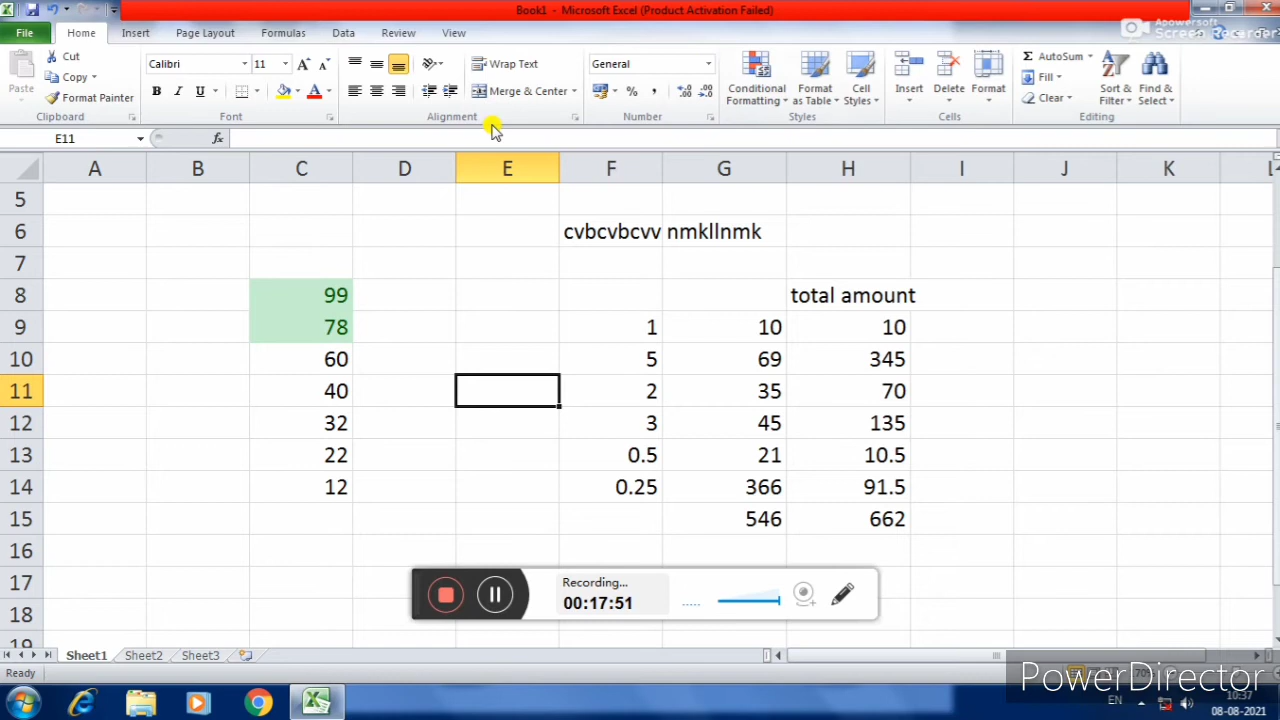 Book1 - Microsoft Excel (Product Activation Failed)
Apowersoft
Screen Recorder
File Home Insert Page Layout Formulas Data Review View
Paste
Cut
Copy
Format Painter
Clipboard
Calibri 11
B I U
Font
Wrap Text
Merge & Center
Alignment
General
Number
Conditional Formatting
Format as Table
Cell Styles
Styles
Insert Delete Format
Cells
AutoSum
Fill
Clear
Sort & Filter
Find & Select
Editing
E11 fx
A B C D E F G H I J K L
5
6 cvbcvbcvv nmkllnmk
7
8 99 total amount
9 78 1 10 10
10 60 5 69 345
11 40 2 35 70
12 32 3 45 135
13 22 0.5 21 10.5
14 12 0.25 366 91.5
15 546 662
16
17
18
19
Recording...
00:17:51
Sheet1 Sheet2 Sheet3
Ready
PowerDirector
EN
10:37
08-08-2021